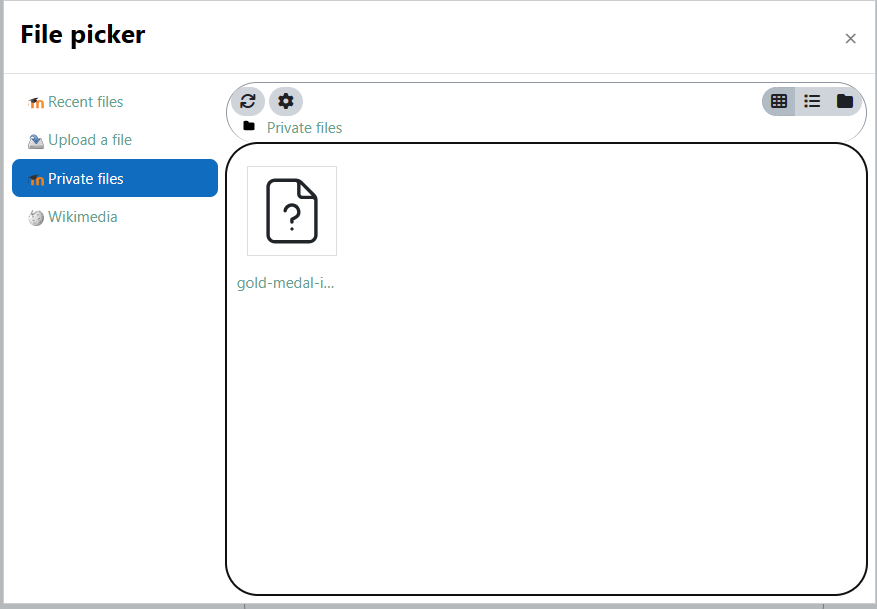 File picker
×
Recent files
Upload a file
Private files
Wikimedia
Private files
?
gold-medal-i...